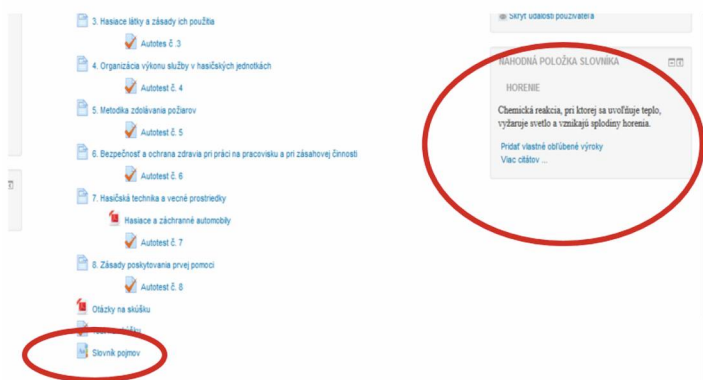 3. Hasiace látky a zásady ich použitia
Autotes č .3
4. Organizácia výkonu služby v hasičských jednotkách
Autotest č. 4
5. Metodika zdolávania požiarov
Autotest č. 5
6. Bezpečnosť a ochrana zdravia pri práci na pracovisku a pri zásahovej činnosti
Autotest č. 6
7. Hasičská technika a vecné prostriedky
Hasiace a záchranné automobily
Autotest č. 7
8. Zásady poskytovania prvej pomoci
Autotest č. 8
Otázky na skúšku
Slovník pojmov
Skryť udalosti používateľa
NÁHODNÁ POLOŽKA SLOVNÍKA
HORENIE
Chemická reakcia, pri ktorej sa uvoľňuje teplo,
vyžaruje svetlo a vznikajú splodiny horenia.
Pridať vlastné obľúbené výroky
Viac citátov ...